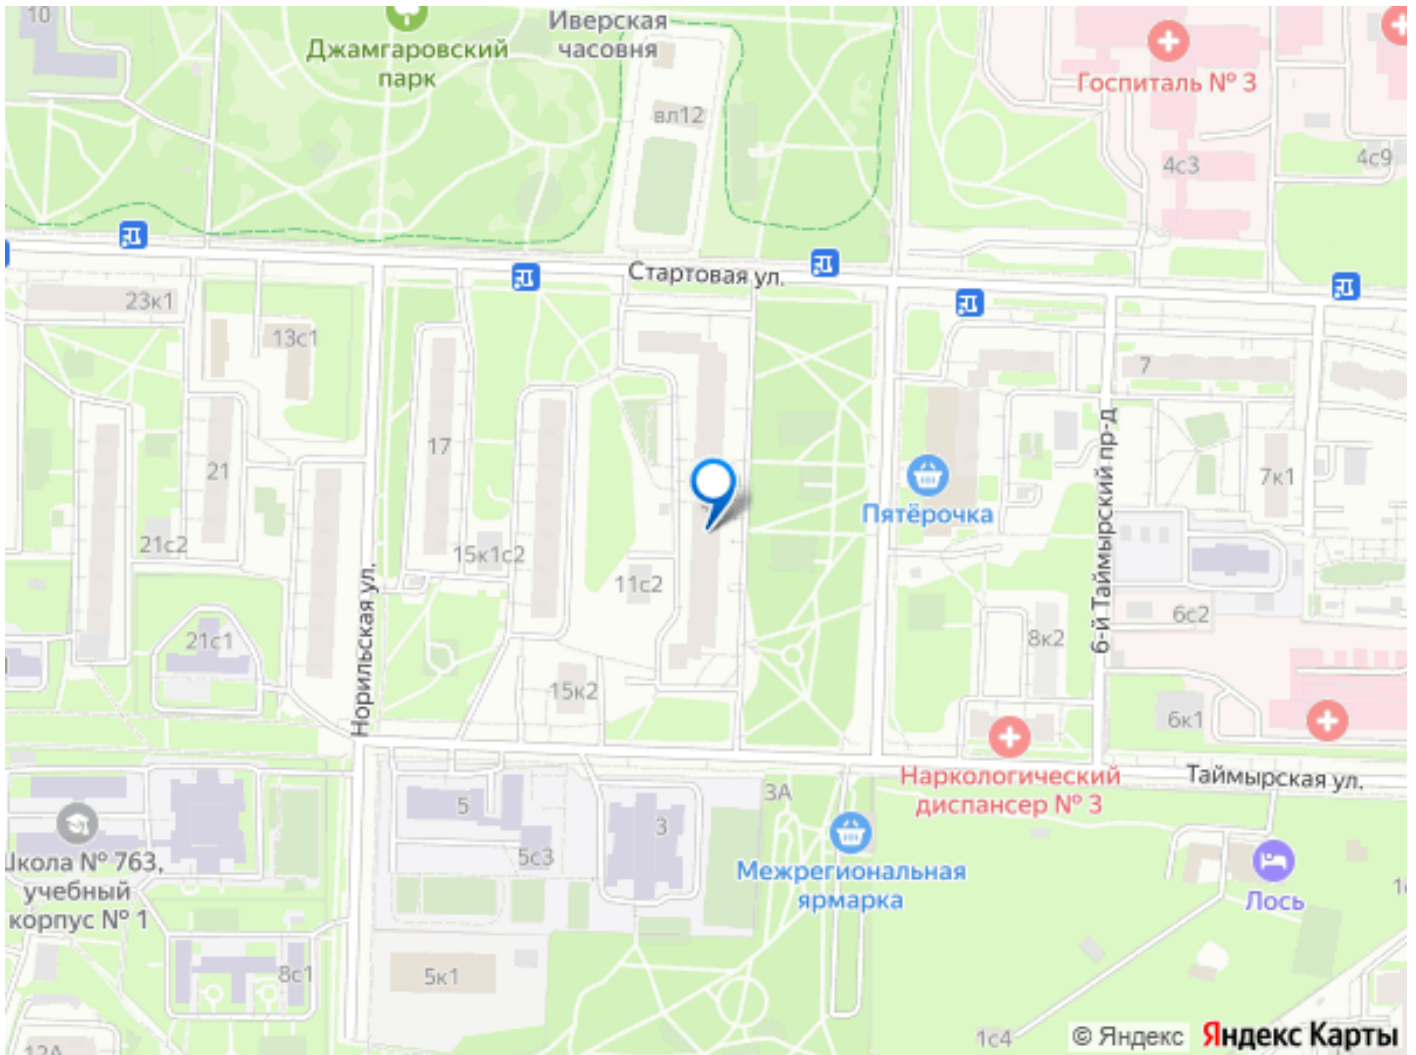 10
Джамгаровский
парк
Иверская
часовня
вл12
Госпиталь № 3
4с3
4с9
Стартовая ул.
23к1
13с1
7
17
21
7к1
6-й Таймырский пр-д
Пятёрочка
21с2
15к1с2
11с2
Норильская ул.
6с2
8к2
21с1
15к2
6к1
Наркологический
диспансер № 3
Таймырская ул.
3А
5
3
5с3
Школа № 763,
учебный
корпус № 1
Межрегиональная
ярмарка
Лось
8с1
5к1
1с4
12А
© Яндекс
Яндекс Карты